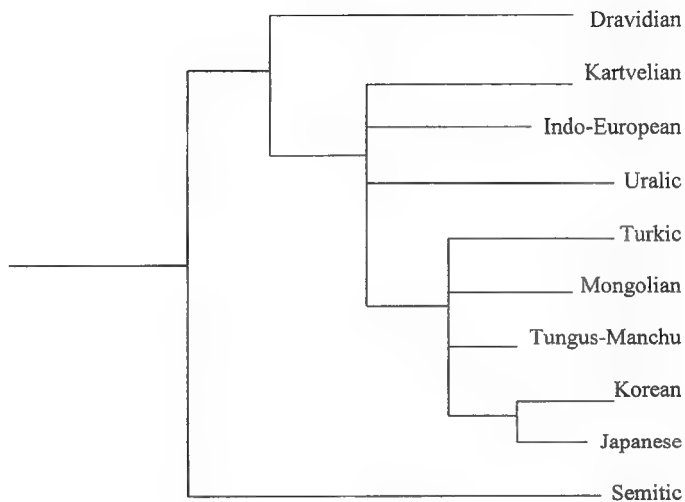 Dravidian
Kartvelian
Indo-European
Uralic
Turkic
Mongolian
Tungus-Manchu
Korean
Japanese
Semitic